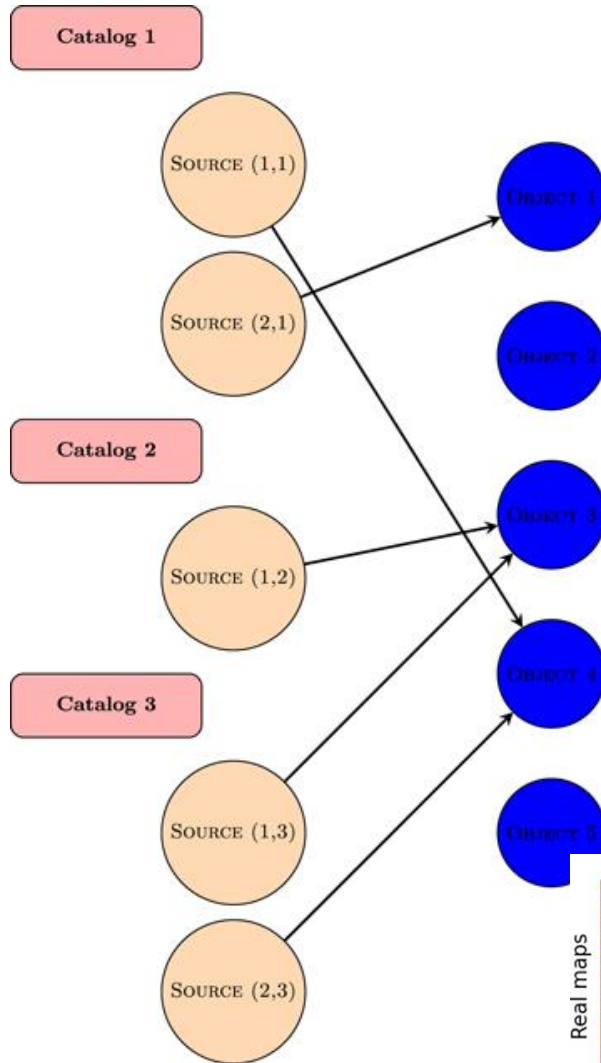 Catalog 1
SOURCE (1,1)
OBJECT 1
SOURCE (2,1)
OBJECT 2
Catalog 2
OBJECT 3
SOURCE (1,2)
OBJECT 4
Catalog 3
SOURCE (1,3)
OBJECT 5
SOURCE (2,3)
Real maps